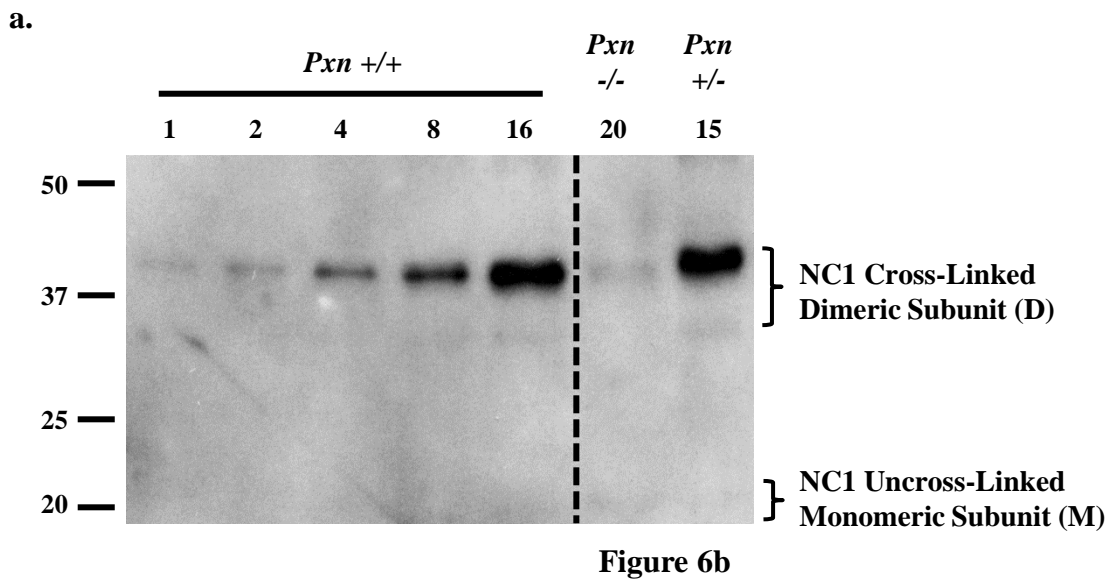 a.
Pxn +/+
Pxn
-/-
Pxn
+/-
1 2 4 8 16 20 15
50
37
25
20
NC1 Cross-Linked
Dimeric Subunit (D)
NC1 Uncross-Linked
Monomeric Subunit (M)
Figure 6b